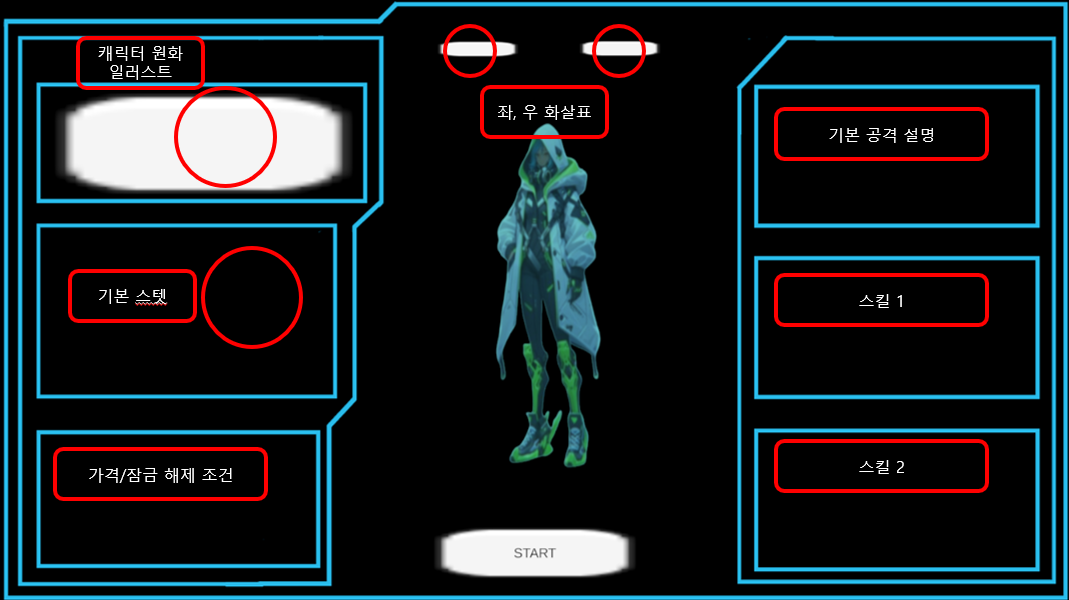 캐릭터 원화
일러스트
좌, 우 화살표
기본 공격 설명
기본 스텟
스킬 1
가격/잠금 해제 조건
스킬 2
START